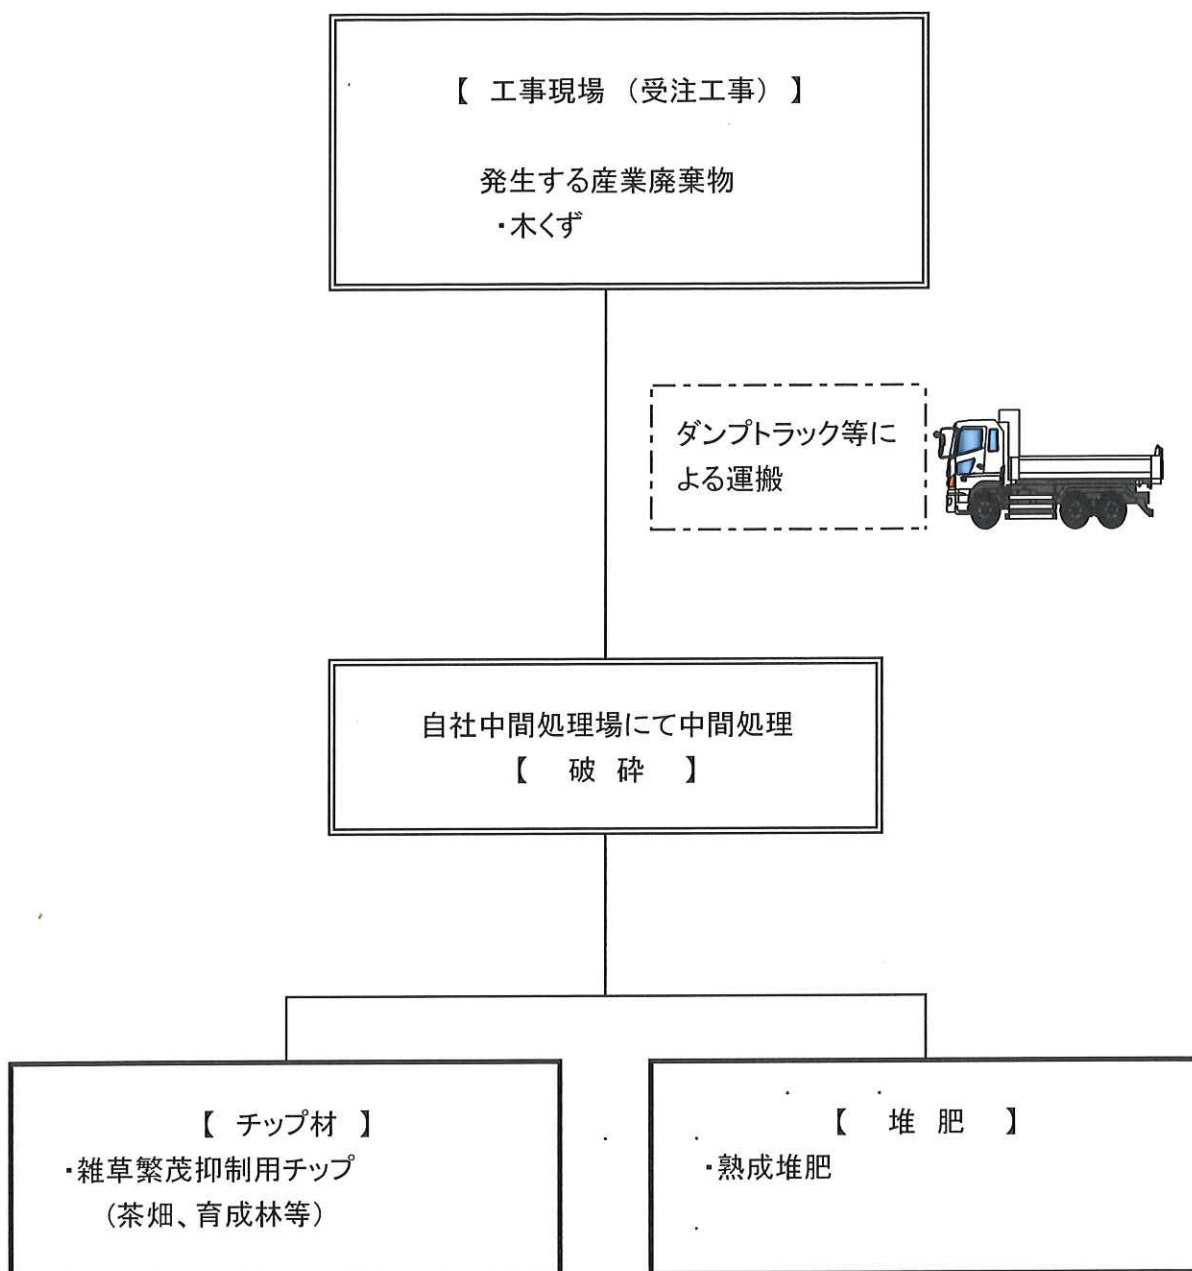 【 工事現場 （受注工事） 】
発生する産業廃棄物
・木くず
ダンプトラック等に
よる運搬
自社中間処理場にて中間処理
【 破 砕 】
【 チップ材 】
・雑草繁茂抑制用チップ
（茶畑、育成林等）
【 堆 肥 】
・熟成堆肥